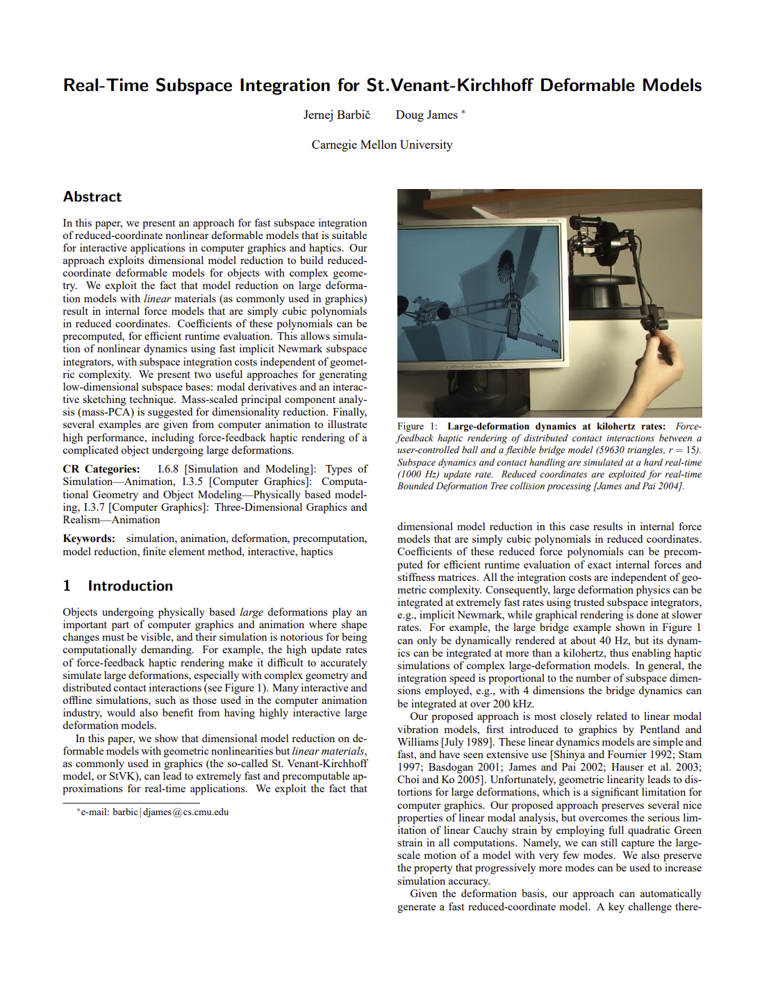 Real-Time Subspace Integration for St.Venant-Kirchhoff Deformable Models
Jernej Barbič Doug James *
Carnegie Mellon University
Abstract
In this paper, we present an approach for fast subspace integration
of reduced-coordinate nonlinear deformable models that is suitable
for interactive applications in computer graphics and haptics. Our
approach exploits dimensional model reduction to build reduced-
coordinate deformable models for objects with complex geome-
try. We exploit the fact that model reduction on large deforma-
tion models with linear materials (as commonly used in graphics)
result in internal force models that are simply cubic polynomials
in reduced coordinates. Coefficients of these polynomials can be
precomputed, for efficient runtime evaluation. This allows simula-
tion of nonlinear dynamics using fast implicit Newmark subspace
integrators, with subspace integration costs independent of geomet-
ric complexity. We present two useful approaches for generating
low-dimensional subspace bases: modal derivatives and an interac-
tive sketching technique. Mass-scaled principal component analy-
sis (mass-PCA) is suggested for dimensionality reduction. Finally,
several examples are given from computer animation to illustrate
high performance, including force-feedback haptic rendering of a
complicated object undergoing large deformations.
CR Categories: I.6.8 [Simulation and Modeling]: Types of
Simulation—Animation, I.3.5 [Computer Graphics]: Computa-
tional Geometry and Object Modeling—Physically based model-
ing, I.3.7 [Computer Graphics]: Three-Dimensional Graphics and
Realism—Animation
Keywords: simulation, animation, deformation, precomputation,
model reduction, finite element method, interactive, haptics
1 Introduction
Objects undergoing physically based large deformations play an
important part of computer graphics and animation where shape
changes must be visible, and their simulation is notorious for being
computationally demanding. For example, the high update rates
of force-feedback haptic rendering make it difficult to accurately
simulate large deformations, especially with complex geometry and
distributed contact interactions (see Figure 1). Many interactive and
offline simulations, such as those used in the computer animation
industry, would also benefit from having highly interactive large
deformation models.
In this paper, we show that dimensional model reduction on de-
formable models with geometric nonlinearities but linear materials,
as commonly used in graphics (the so-called St. Venant-Kirchhoff
model, or StVK), can lead to extremely fast and precomputable ap-
proximations for real-time applications. We exploit the fact that
*e-mail: barbic|djames@cs.cmu.edu
Figure 1: Large-deformation dynamics at kilohertz rates: Force-
feedback haptic rendering of distributed contact interactions between a
user-controlled ball and a flexible bridge model (59630 triangles, r = 15).
Subspace dynamics and contact handling are simulated at a hard real-time
(1000 Hz) update rate. Reduced coordinates are exploited for real-time
Bounded Deformation Tree collision processing [James and Pai 2004].
dimensional model reduction in this case results in internal force
models that are simply cubic polynomials in reduced coordinates.
Coefficients of these reduced force polynomials can be precom-
puted for efficient runtime evaluation of exact internal forces and
stiffness matrices. All the integration costs are independent of geo-
metric complexity. Consequently, large deformation physics can be
integrated at extremely fast rates using trusted subspace integrators,
e.g., implicit Newmark, while graphical rendering is done at slower
rates. For example, the large bridge example shown in Figure 1
can only be dynamically rendered at about 40 Hz, but its dynam-
ics can be integrated at more than a kilohertz, thus enabling haptic
simulations of complex large-deformation models. In general, the
integration speed is proportional to the number of subspace dimen-
sions employed, e.g., with 4 dimensions the bridge dynamics can
be integrated at over 200 kHz.
Our proposed approach is most closely related to linear modal
vibration models, first introduced to graphics by Pentland and
Williams [July 1989]. These linear dynamics models are simple and
fast, and have seen extensive use [Shinya and Fournier 1992; Stam
1997; Basdogan 2001; James and Pai 2002; Hauser et al. 2003;
Choi and Ko 2005]. Unfortunately, geometric linearity leads to dis-
tortions for large deformations, which is a significant limitation for
computer graphics. Our proposed approach preserves several nice
properties of linear modal analysis, but overcomes the serious lim-
itation of linear Cauchy strain by employing full quadratic Green
strain in all computations. Namely, we can still capture the large-
scale motion of a model with very few modes. We also preserve
the property that progressively more modes can be used to increase
simulation accuracy.
Given the deformation basis, our approach can automatically
generate a fast reduced-coordinate model. A key challenge there-